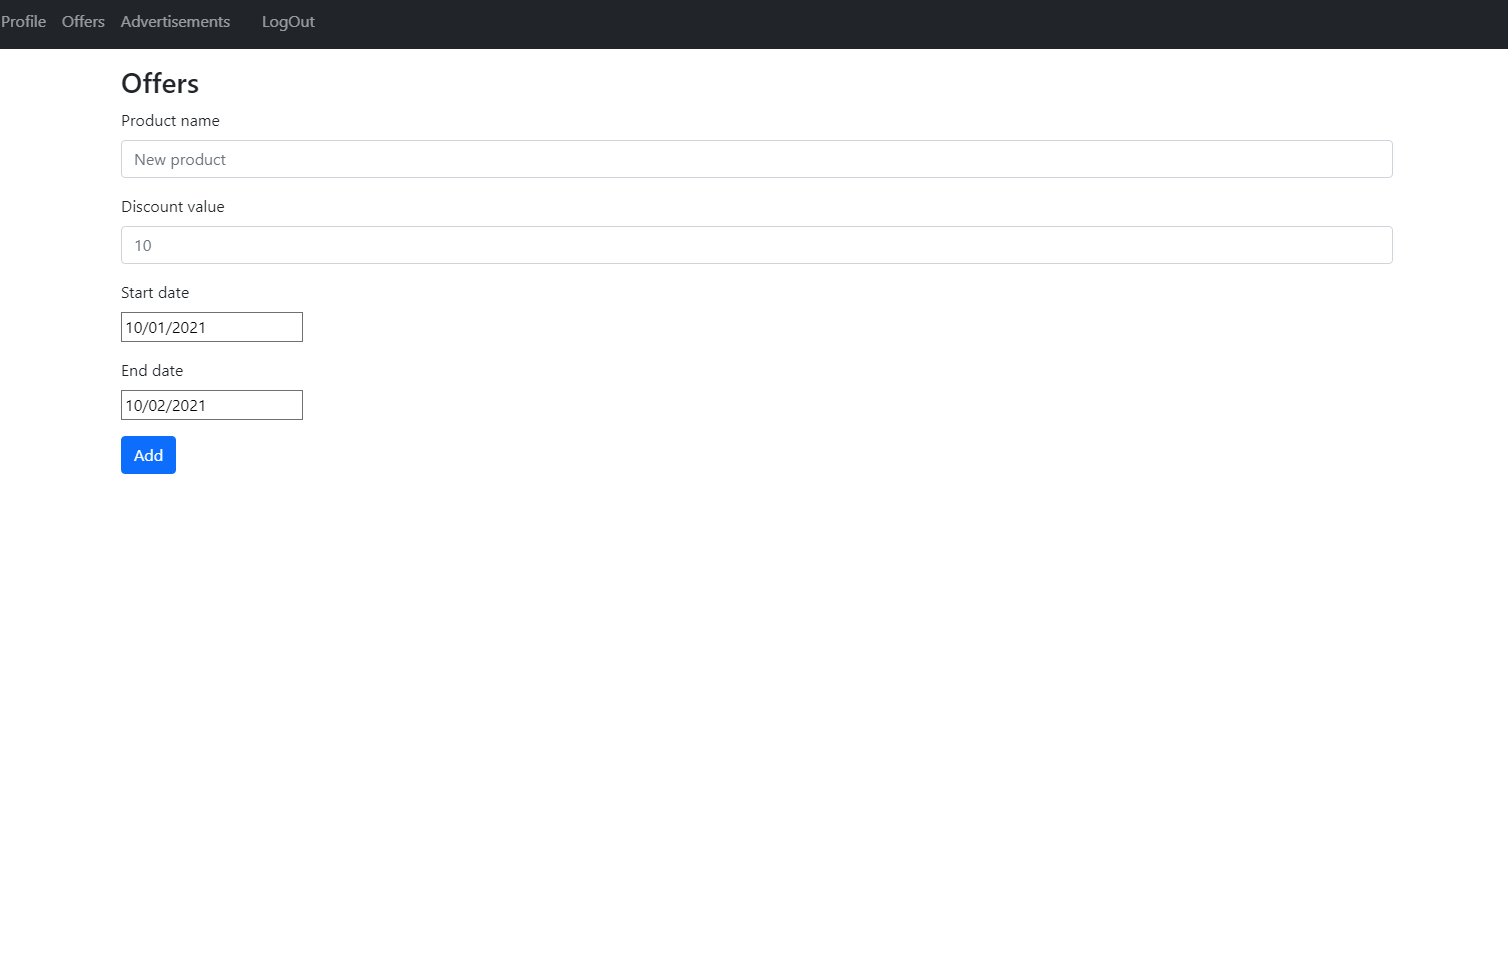 Profile Offers Advertisements LogOut
Offers
Product name
New product
Discount value
10
Start date
10/01/2021
End date
10/02/2021
Add